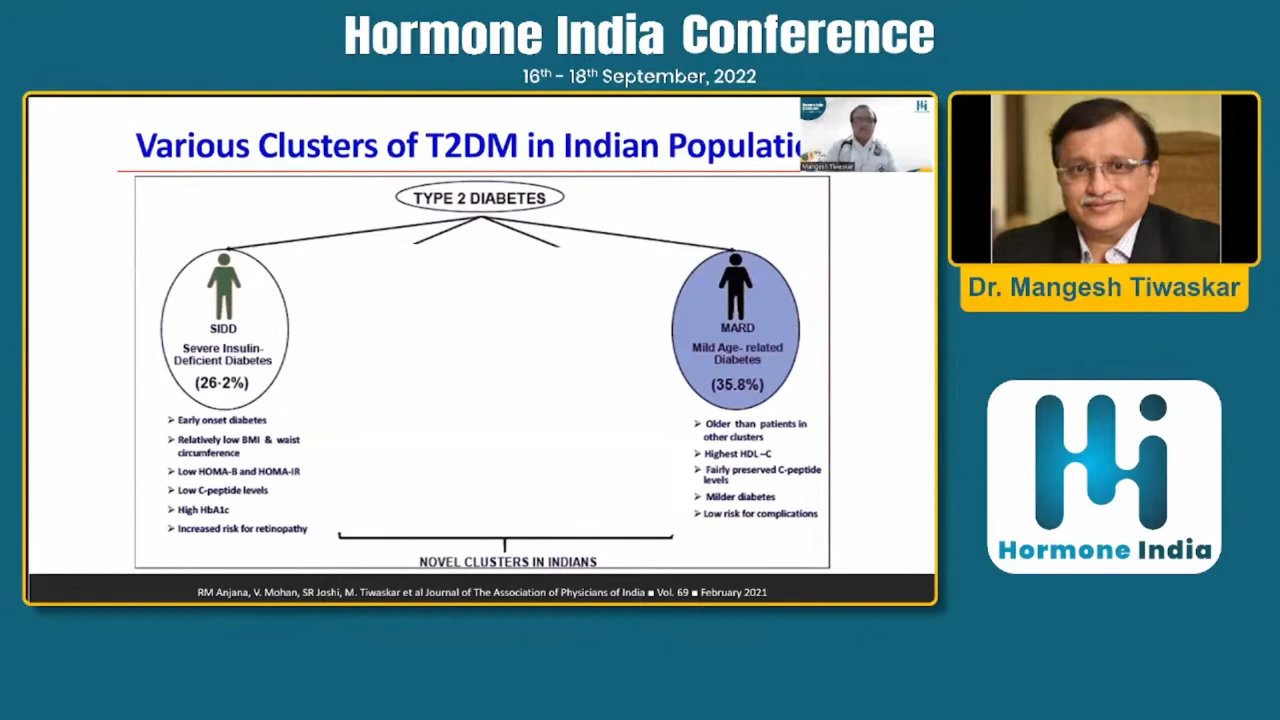 Hormone India Conference
16th - 18th September, 2022
Various Clusters of T2DM in Indian Populatio
Mangesh Tiwaskar
TYPE 2 DIABETES
SIDD
Severe Insulin-
Deficient Diabetes
(26·2%)
➢ Early onset diabetes
➢ Relatively low BMI & waist
circumference
➢ Low HOMA-B and HOMA-IR
➢ Low C-peptide levels
➢ High HbA1c
➢ Increased risk for retinopathy
MARD
Mild Age- related
Diabetes
(35.8%)
➢ Older than patients in
other clusters
➢ Highest HDL –C
➢ Fairly preserved C-peptide
levels
➢ Milder diabetes
➢ Low risk for complications
NOVEL CLUSTERS IN INDIANS
RM Anjana, V. Mohan, SR Joshi, M. Tiwaskar et al Journal of The Association of Physicians of India ■ Vol. 69 ■ February 2021
Dr. Mangesh Tiwaskar
Hormone India